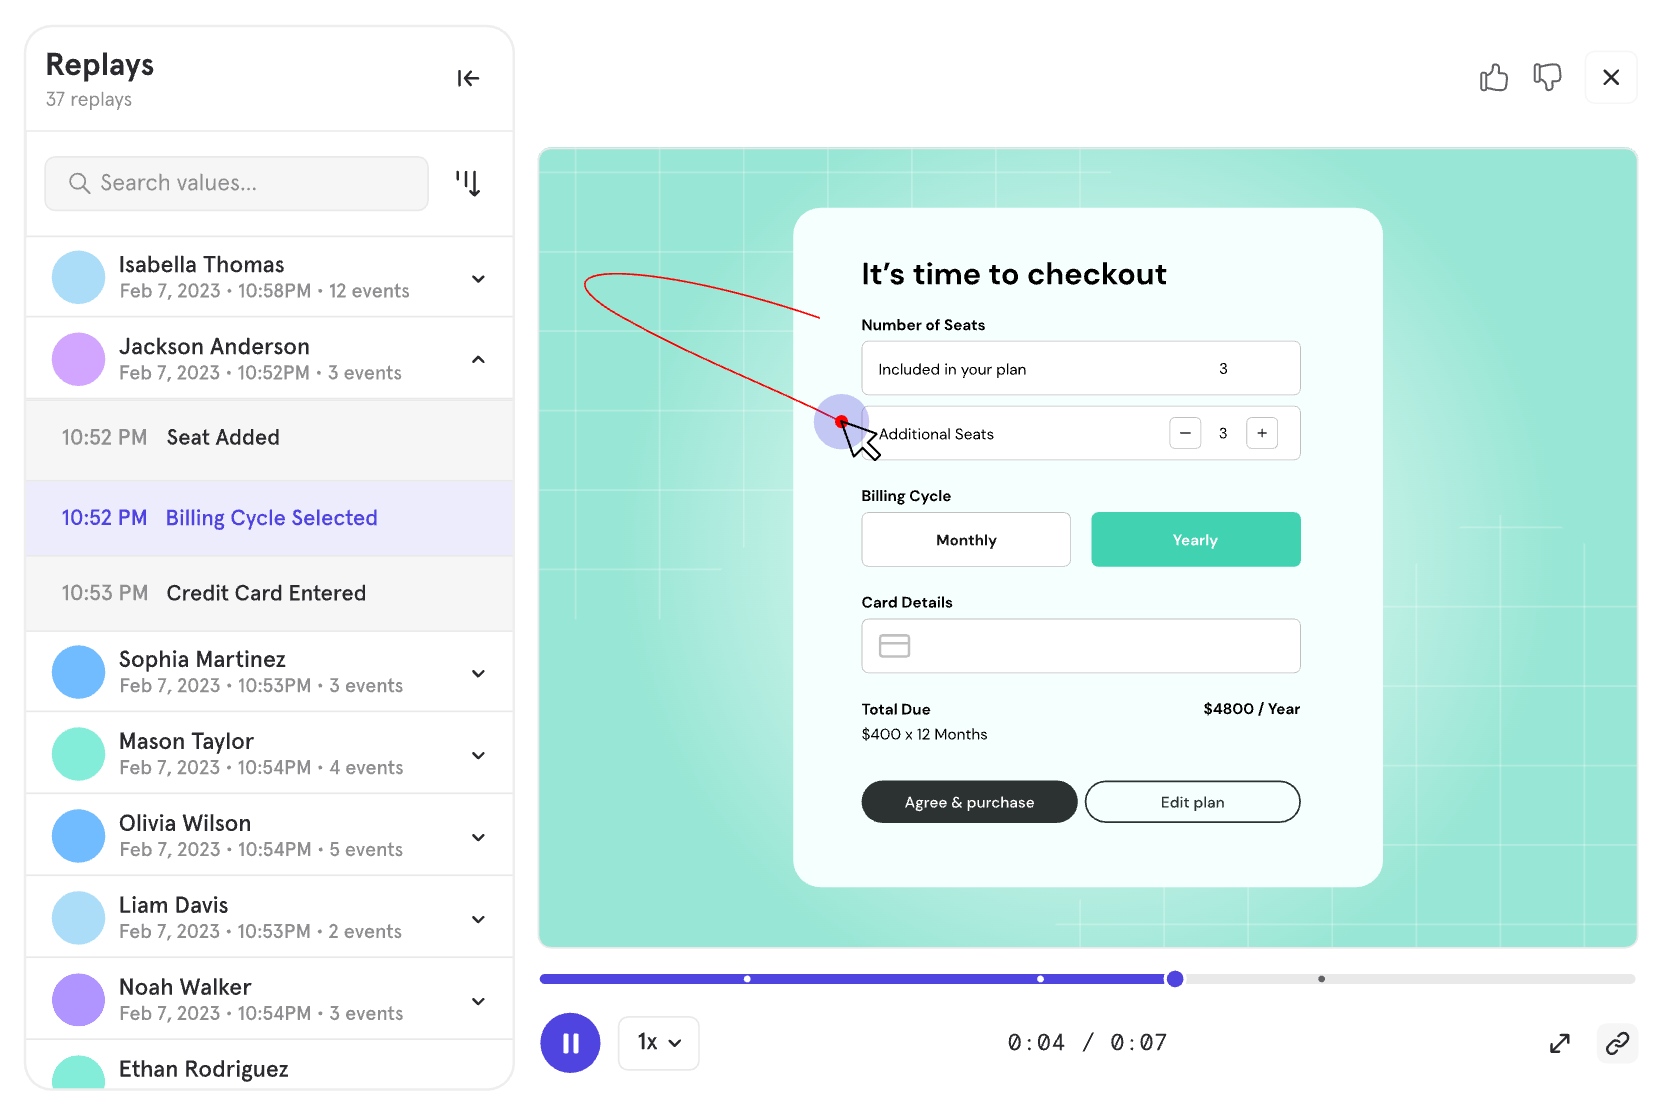 Replays
37 replays
Search values...
Isabella Thomas
Feb 7, 2023 • 10:58PM • 12 events
Jackson Anderson
Feb 7, 2023 • 10:52PM • 3 events
10:52 PM Seat Added
10:52 PM Billing Cycle Selected
10:53 PM Credit Card Entered
Sophia Martinez
Feb 7, 2023 • 10:53PM • 3 events
Mason Taylor
Feb 7, 2023 • 10:54PM • 4 events
Olivia Wilson
Feb 7, 2023 • 10:54PM • 5 events
Liam Davis
Feb 7, 2023 • 10:53PM • 2 events
Noah Walker
Feb 7, 2023 • 10:54PM • 3 events
Ethan Rodriguez
It's time to checkout
Number of Seats
Included in your plan 3
Additional Seats − 3 +
Billing Cycle
Monthly Yearly
Card Details
Total Due $4800 / Year
$400 x 12 Months
Agree & purchase Edit plan
1x 0:04 / 0:07